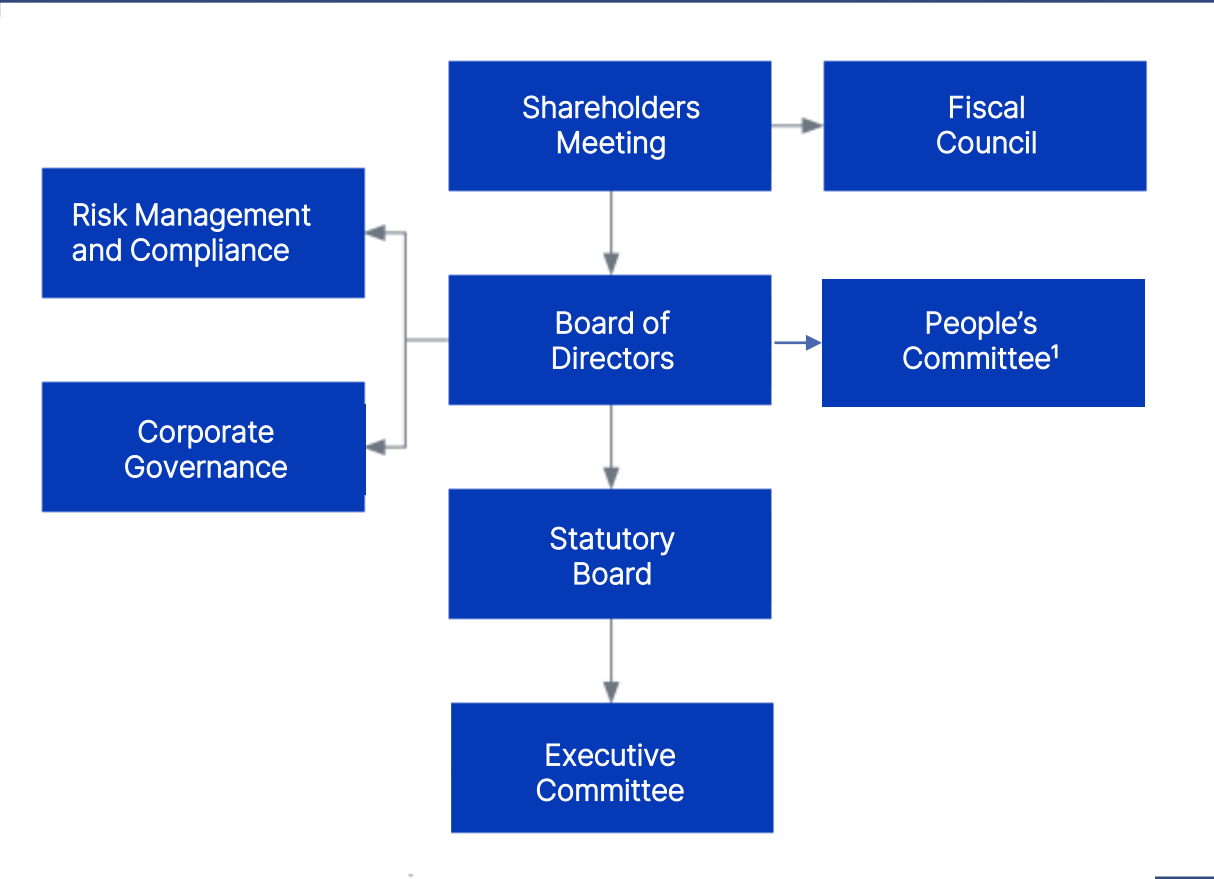 Shareholders
Meeting
Fiscal
Council
Risk Management
and Compliance
Board of
Directors
People’s
Committee¹
Corporate
Governance
Statutory
Board
Executive
Committee